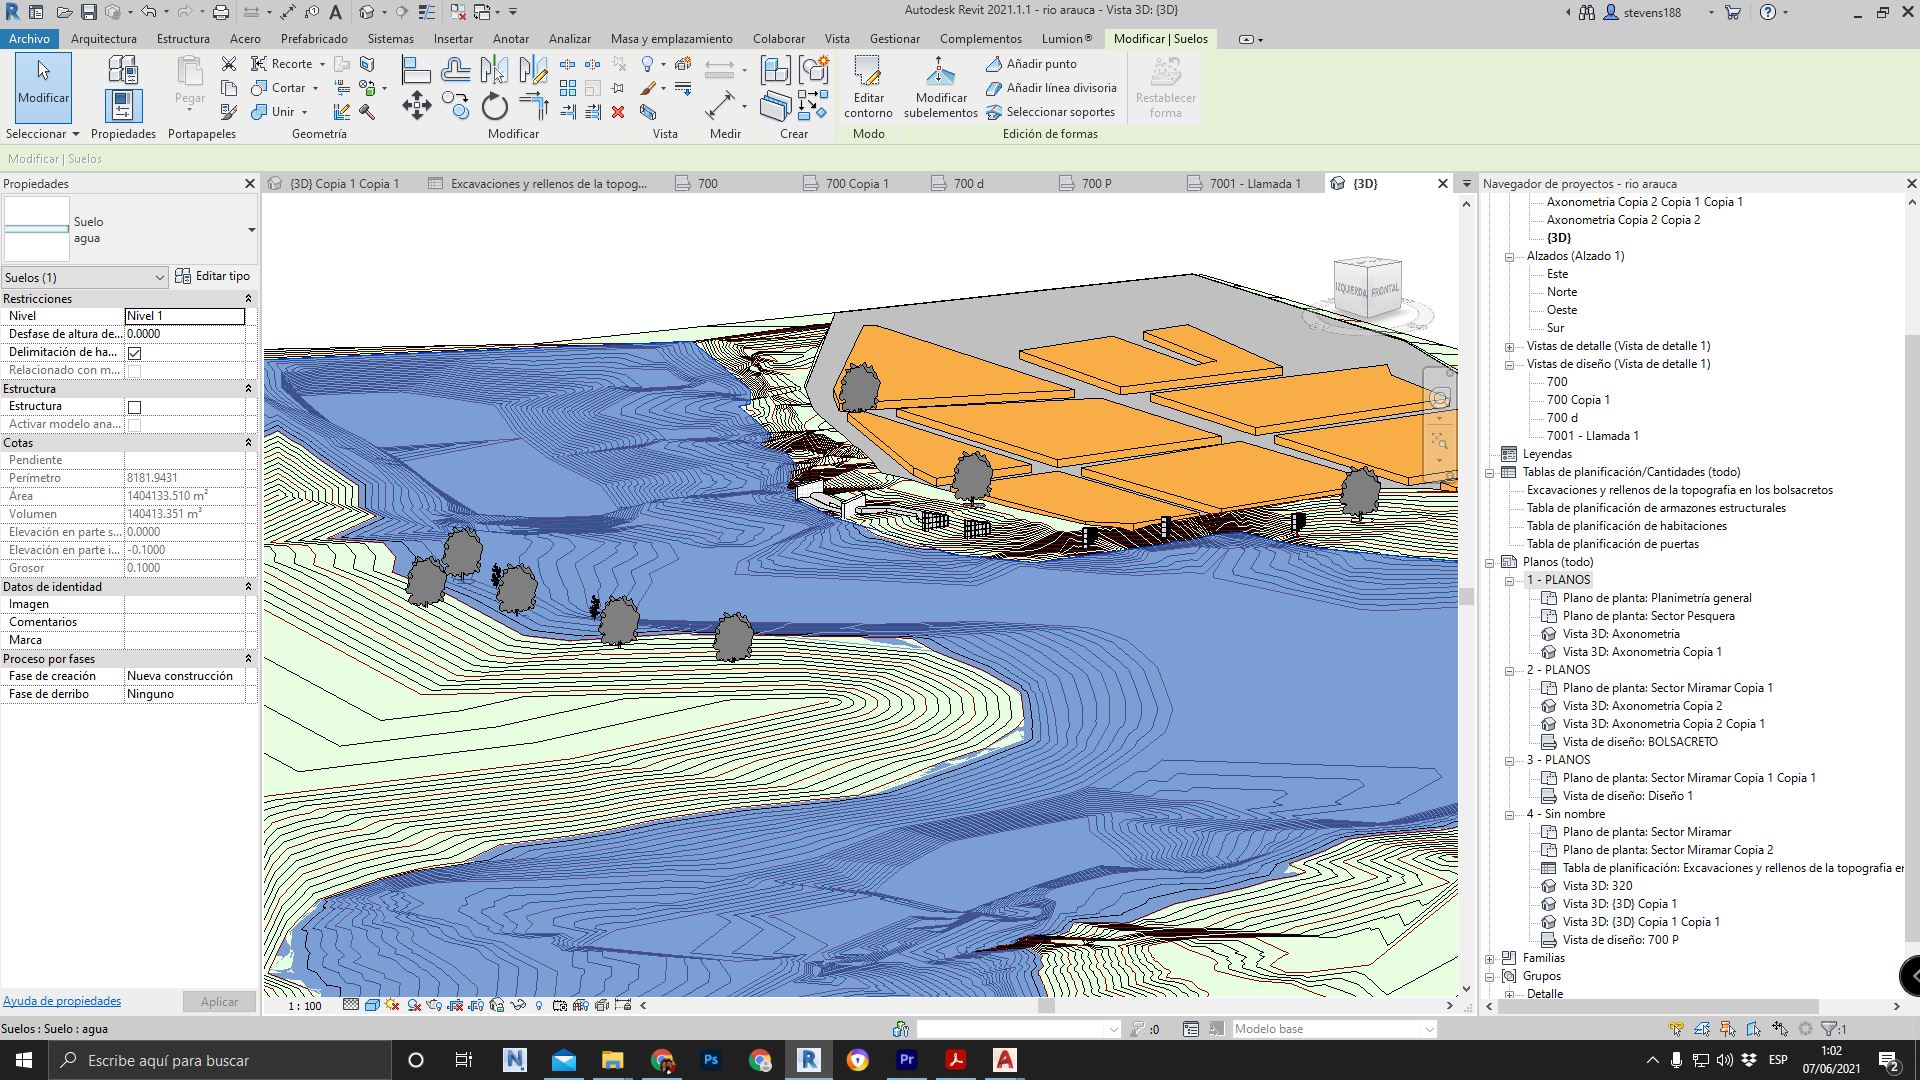 Autodesk Revit 2021.1.1 - rio arauca - Vista 3D: {3D}
stevens188
Archivo Arquitectura Estructura Acero Prefabricado Sistemas Insertar Anotar Analizar Masa y emplazamiento Colaborar Vista Gestionar Complementos Lumion® Modificar | Suelos
Modificar
Pegar
Recorte
Cortar
Unir
Editar contorno
Modificar subelementos
Añadir punto
Añadir línea divisoria
Seleccionar soportes
Restablecer forma
Seleccionar Propiedades Portapapeles Geometría Modificar Vista Medir Crear Modo Edición de formas
Modificar | Suelos
Propiedades
{3D} Copia 1 Copia 1 Excavaciones y rellenos de la topog... 700 700 Copia 1 700 d 700 P 7001 - Llamada 1 {3D}
Suelo
agua
Suelos (1) Editar tipo
Restricciones
Nivel Nivel 1
Desfase de altura de... 0.0000
Delimitación de ha...
Relacionado con m...
Estructura
Estructura
Activar modelo ana...
Cotas
Pendiente
Perímetro 8181.9431
Área 1404133.510 m²
Volumen 140413.351 m³
Elevación en parte s... 0.0000
Elevación en parte i... -0.1000
Grosor 0.1000
Datos de identidad
Imagen
Comentarios
Marca
Proceso por fases
Fase de creación Nueva construcción
Fase de derribo Ninguno
Ayuda de propiedades Aplicar
IZQUIERDA FRONTAL
1 : 100
Navegador de proyectos - rio arauca
Axonometria Copia 2 Copia 1 Copia 1
Axonometria Copia 2 Copia 2
{3D}
Alzados (Alzado 1)
Este
Norte
Oeste
Sur
Vistas de detalle (Vista de detalle 1)
Vistas de diseño (Vista de detalle 1)
700
700 Copia 1
700 d
7001 - Llamada 1
Leyendas
Tablas de planificación/Cantidades (todo)
Excavaciones y rellenos de la topografia en los bolsacretos
Tabla de planificación de armazones estructurales
Tabla de planificación de habitaciones
Tabla de planificación de puertas
Planos (todo)
1 - PLANOS
Plano de planta: Planimetría general
Plano de planta: Sector Pesquera
Vista 3D: Axonometria
Vista 3D: Axonometria Copia 1
2 - PLANOS
Plano de planta: Sector Miramar Copia 1
Vista 3D: Axonometria Copia 2
Vista 3D: Axonometria Copia 2 Copia 1
Vista de diseño: BOLSACRETO
3 - PLANOS
Plano de planta: Sector Miramar Copia 1 Copia 1
Vista de diseño: Diseño 1
4 - Sin nombre
Plano de planta: Sector Miramar
Plano de planta: Sector Miramar Copia 2
Tabla de planificación: Excavaciones y rellenos de la topografia er
Vista 3D: 320
Vista 3D: {3D} Copia 1
Vista 3D: {3D} Copia 1 Copia 1
Vista de diseño: 700 P
Familias
Grupos
Detalle
Suelos : Suelo : agua
:0
Modelo base
:1
Escribe aquí para buscar
Ps
Pr
ESP
1:02
07/06/2021
2